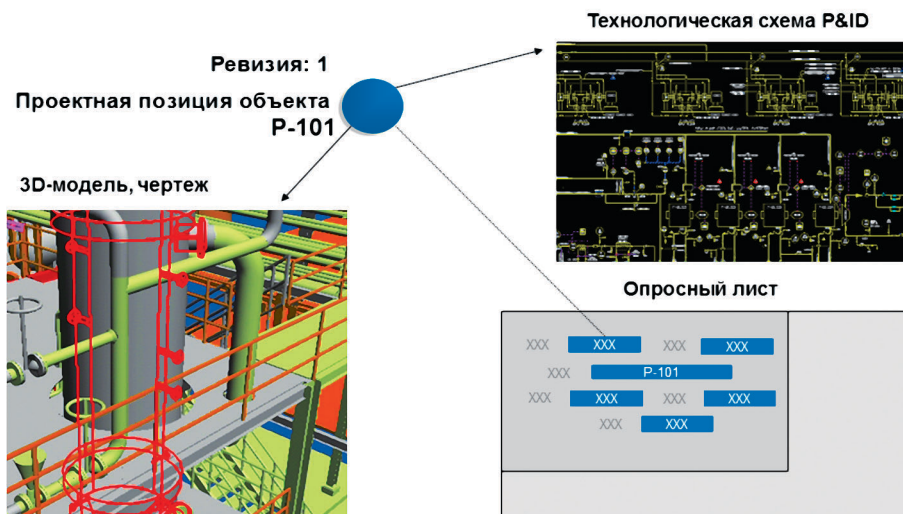 Технологическая схема P&ID
Ревизия: 1
Проектная позиция объекта
P-101
3D-модель, чертеж
Опросный лист
XXX XXX XXX XXX
XXX P-101
XXX XXX XXX XXX
XXX XXX